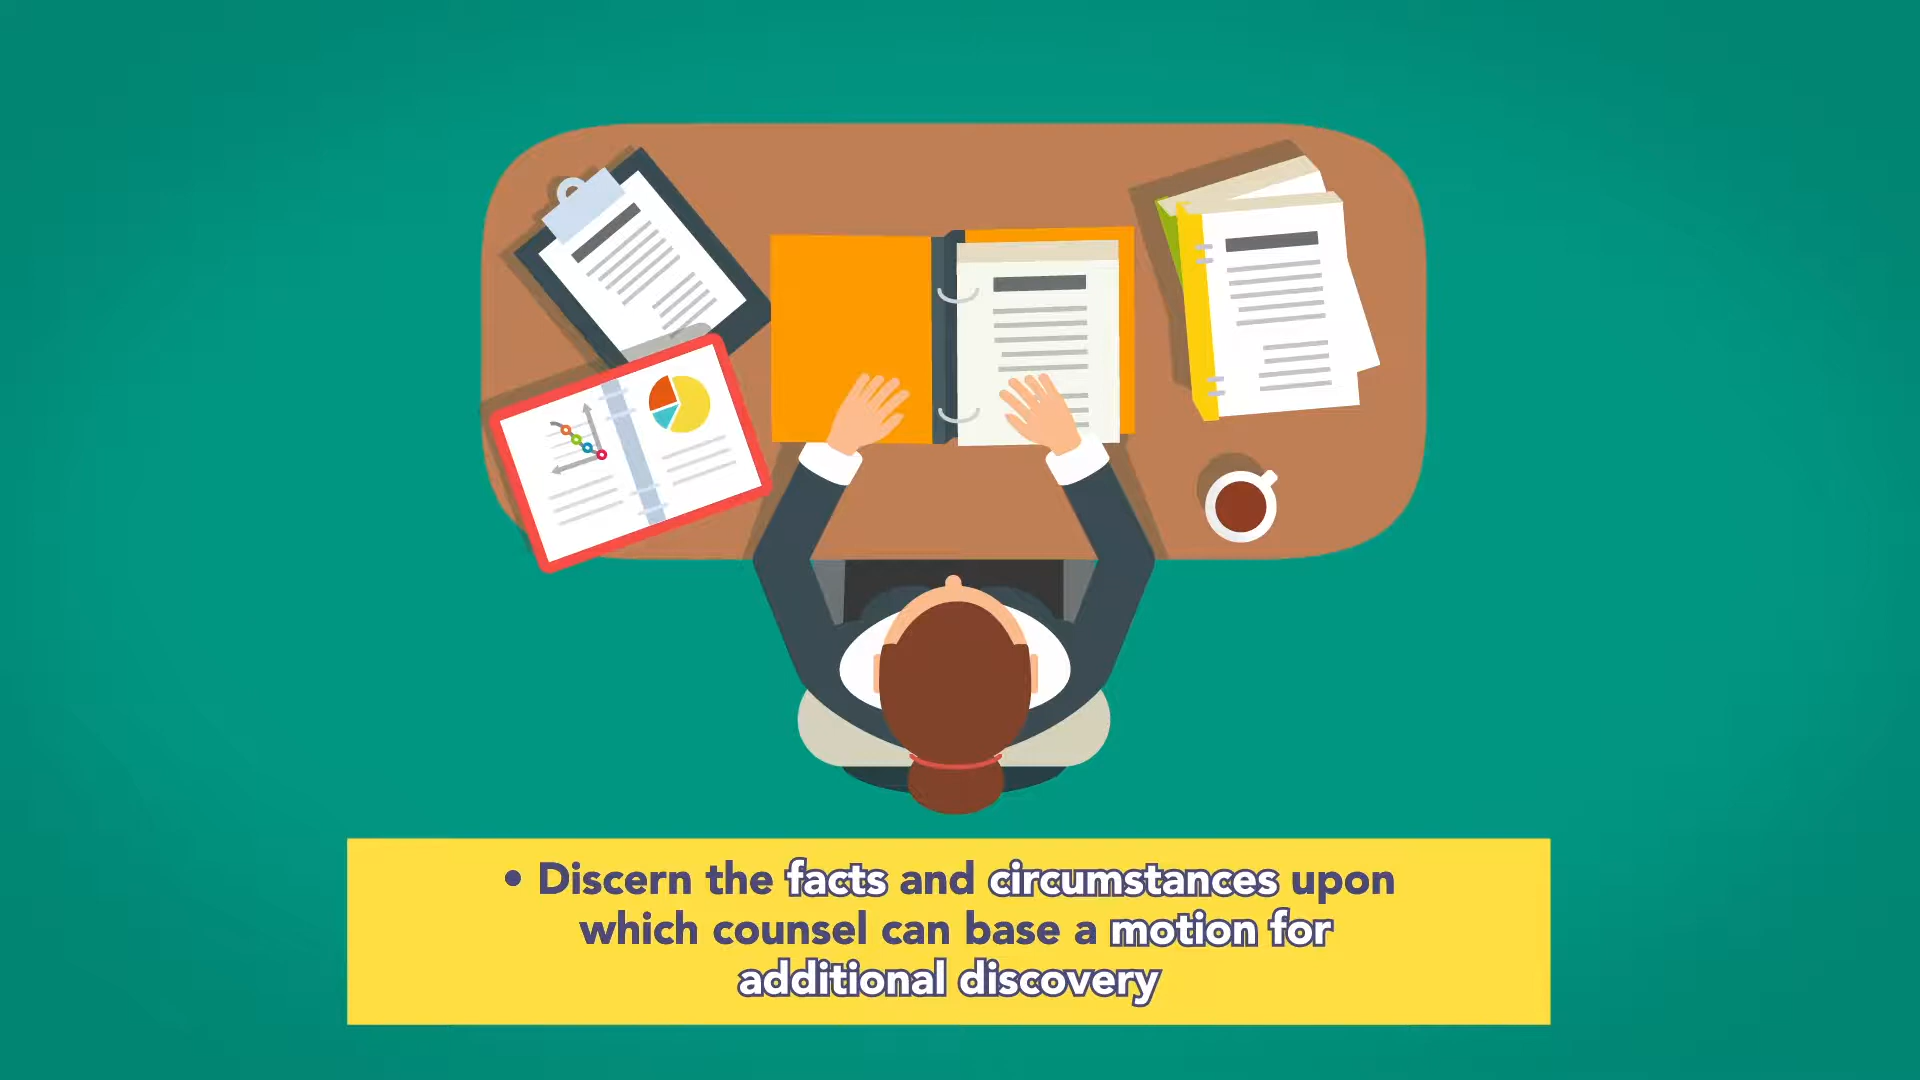 • Discern the facts and circumstances upon
which counsel can base a motion for
additional discovery